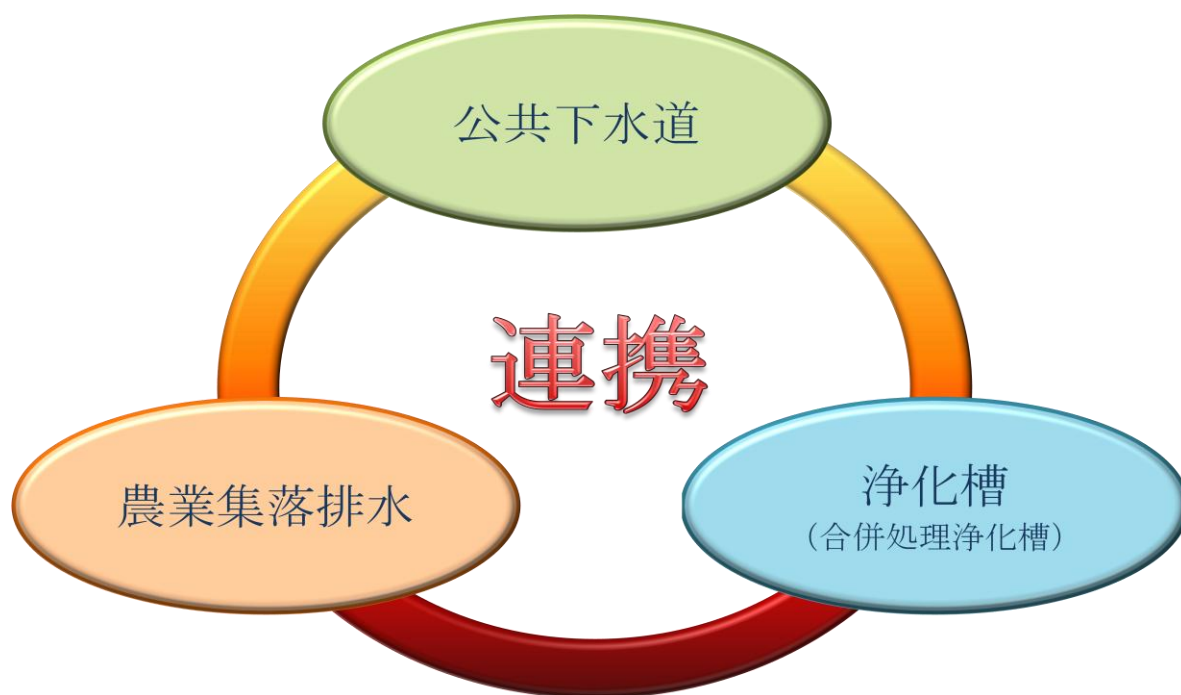 公共下水道
連携
農業集落排水
浄化槽
（合併処理浄化槽）